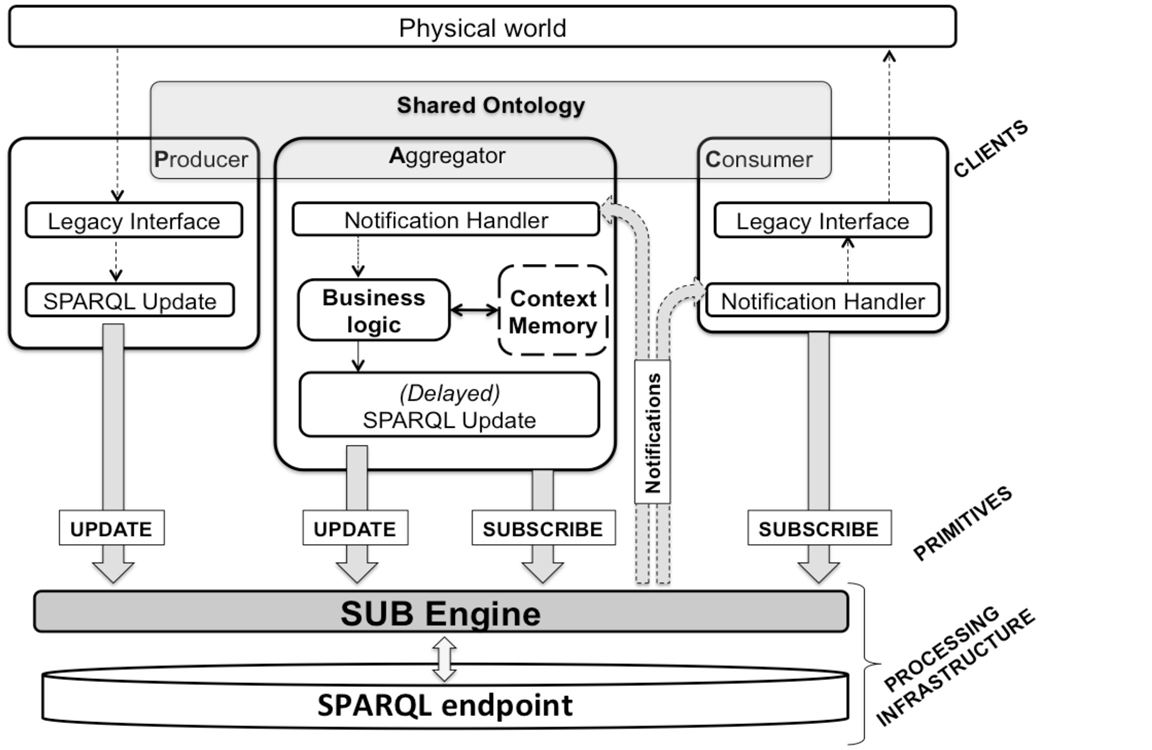 Physical world
Shared Ontology
Producer
Aggregator
Consumer
CLIENTS
Legacy Interface
Notification Handler
Legacy Interface
SPARQL Update
Business
logic
Context
Memory
Notification Handler
(Delayed)
SPARQL Update
Notifications
UPDATE
UPDATE
SUBSCRIBE
SUBSCRIBE
PRIMITIVES
SUB Engine
SPARQL endpoint
PROCESSING
INFRASTRUCTURE